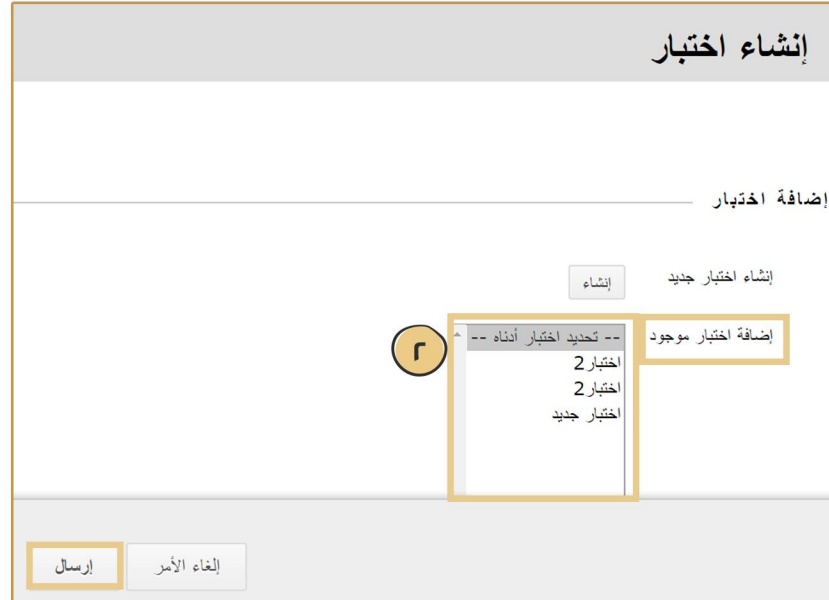 إنشاء اختبار
إضافة اختبار
إنشاء اختبار جديد
إنشاء
إضافة اختبار موجود
-- تحديد اختبار أدناه --
اختبار2
اختبار2
اختبار جديد
٢
إلغاء الأمر
إرسال